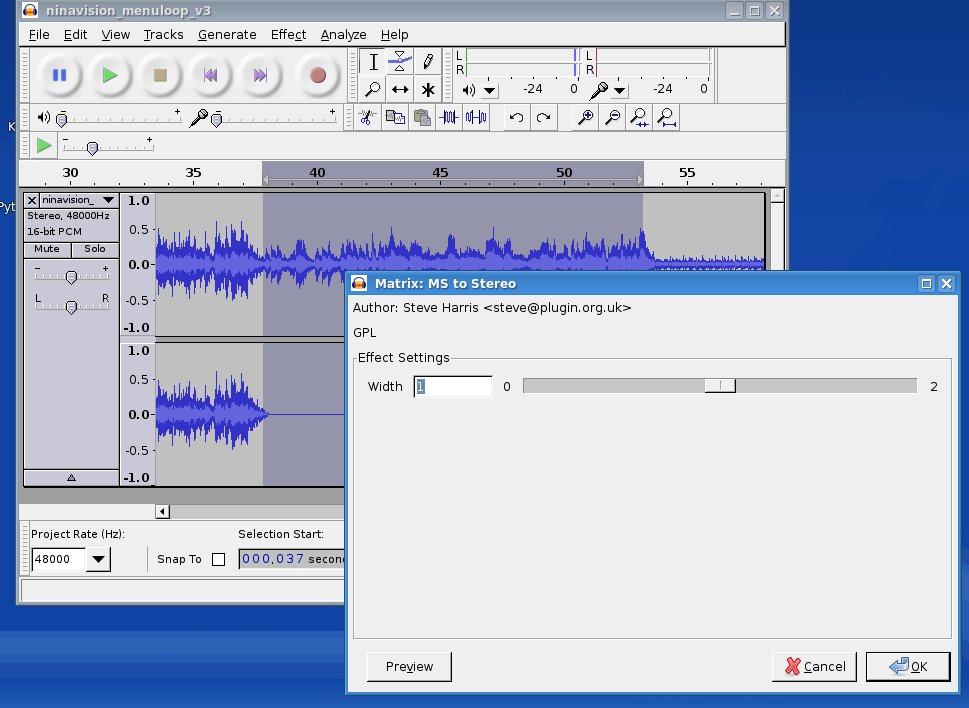 ninavision_menuloop_v3
File Edit View Tracks Generate Effect Analyze Help
L
R
L
R
-24 0 -24 0
- + - +
- +
30 35 40 45 50 55
ninavision_
Stereo, 48000Hz
16-bit PCM
Mute Solo
- +
L R
1.0
0.5
0.0
-0.5
-1.0
1.0
0.5
0.0
-0.5
-1.0
K
Pyt
Matrix: MS to Stereo
Author: Steve Harris <steve@plugin.org.uk>
GPL
Effect Settings
Width 1 0 2
Preview Cancel OK
Project Rate (Hz): Selection Start:
48000 Snap To 000,037 secon